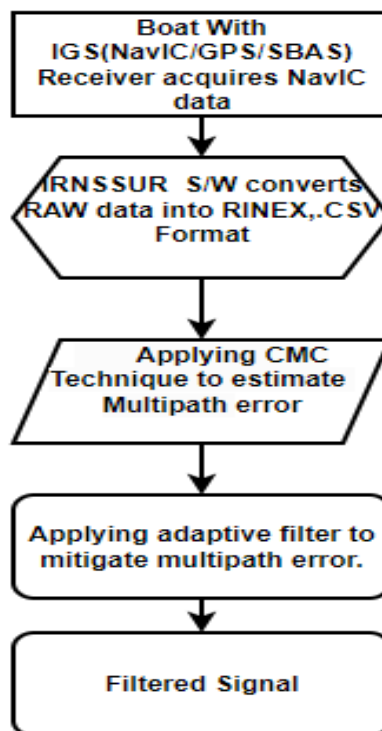 Boat With
IGS(NavIC/GPS/SBAS)
Receiver acquires NavIC
data
IRNSSUR S/W converts
RAW data into RINEX,.CSV
Format
Applying CMC
Technique to estimate
Multipath error
Applying adaptive filter to
mitigate multipath error.
Filtered Signal